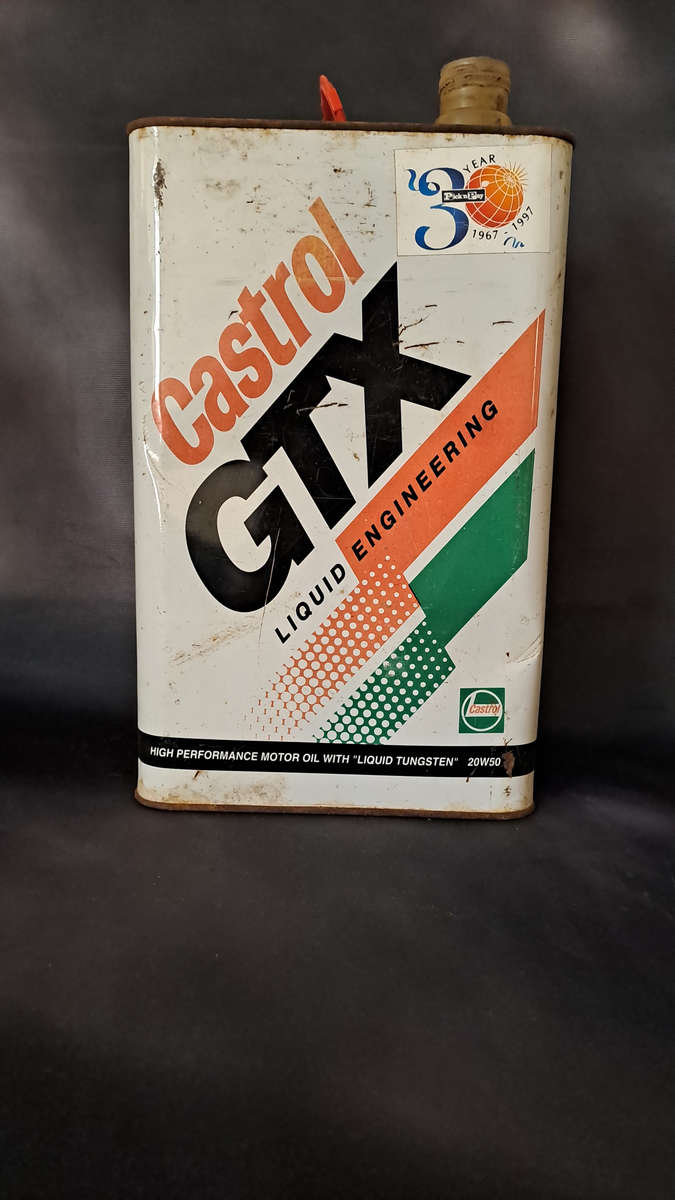 30 YEAR
Pick'n Pay
1967 - 1997
Castrol
GTX
LIQUID ENGINEERING
Castrol
HIGH PERFORMANCE MOTOR OIL WITH "LIQUID TUNGSTEN" 20W50